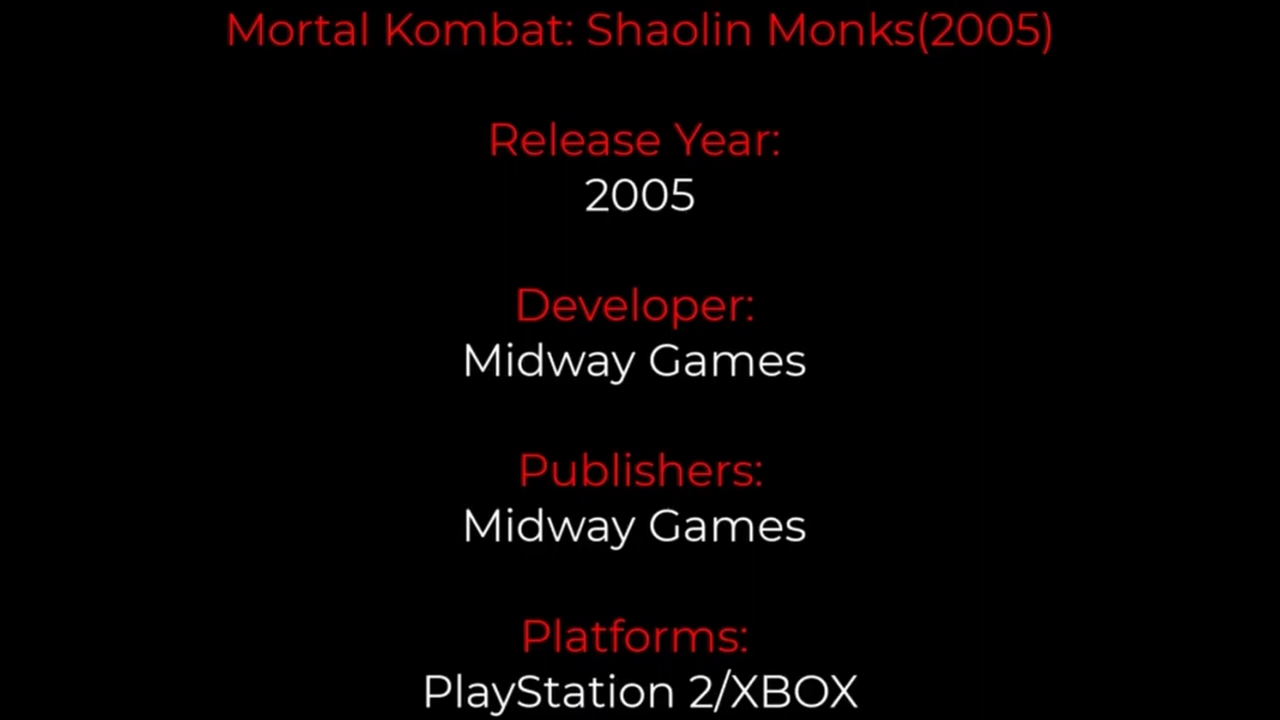 Mortal Kombat: Shaolin Monks(2005)
Release Year:
2005
Developer:
Midway Games
Publishers:
Midway Games
Platforms:
PlayStation 2/XBOX